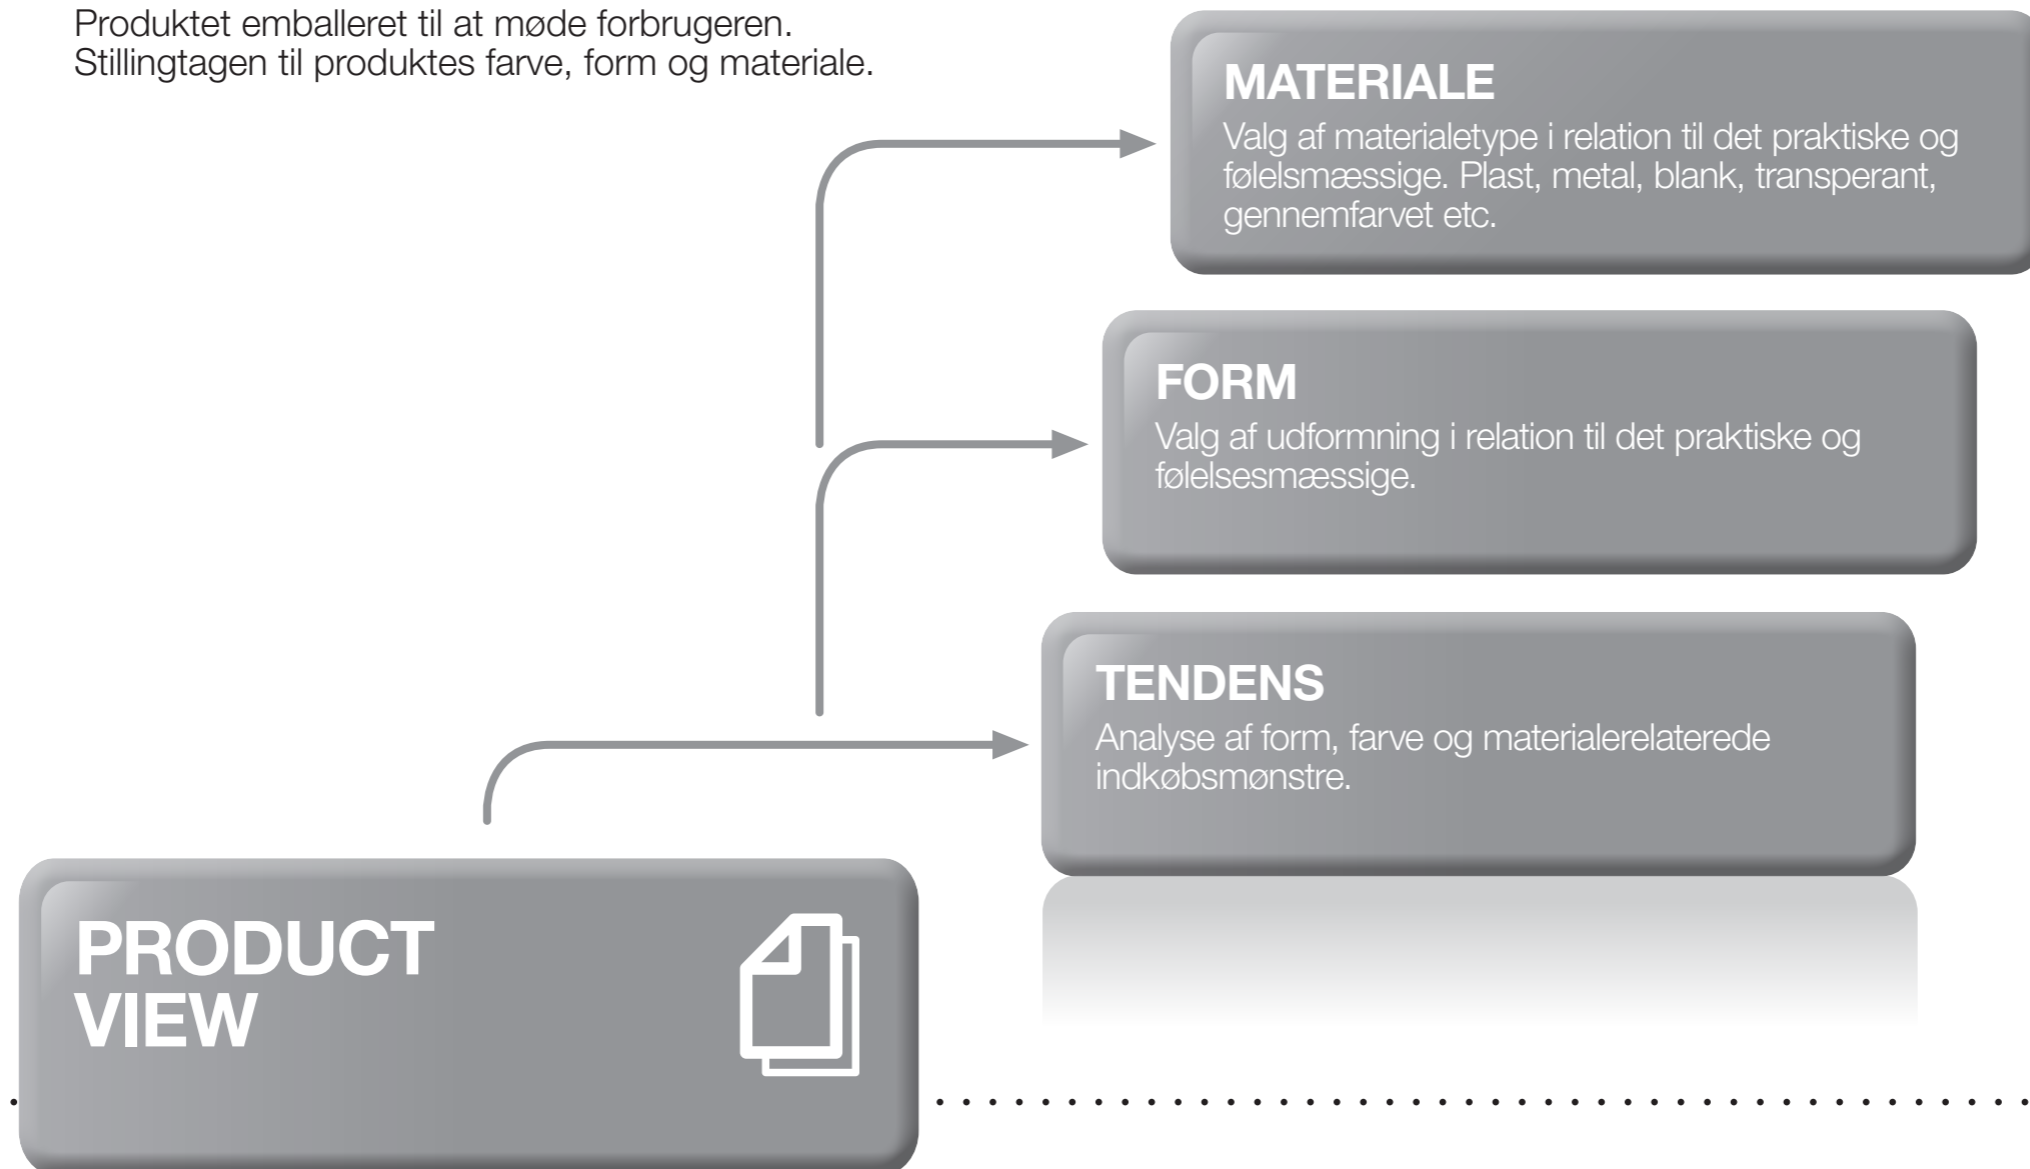 Produktet emballeret til at møde forbrugeren.
Stillingtagen til produktes farve, form og materiale.
MATERIALE
Valg af materialetype i relation til det praktiske og
følelsmæssige. Plast, metal, blank, transperant,
gennemfarvet etc.
FORM
Valg af udformning i relation til det praktiske og
følelsesmæssige.
TENDENS
Analyse af form, farve og materialerelaterede
indkøbsmønstre.
PRODUCT
VIEW